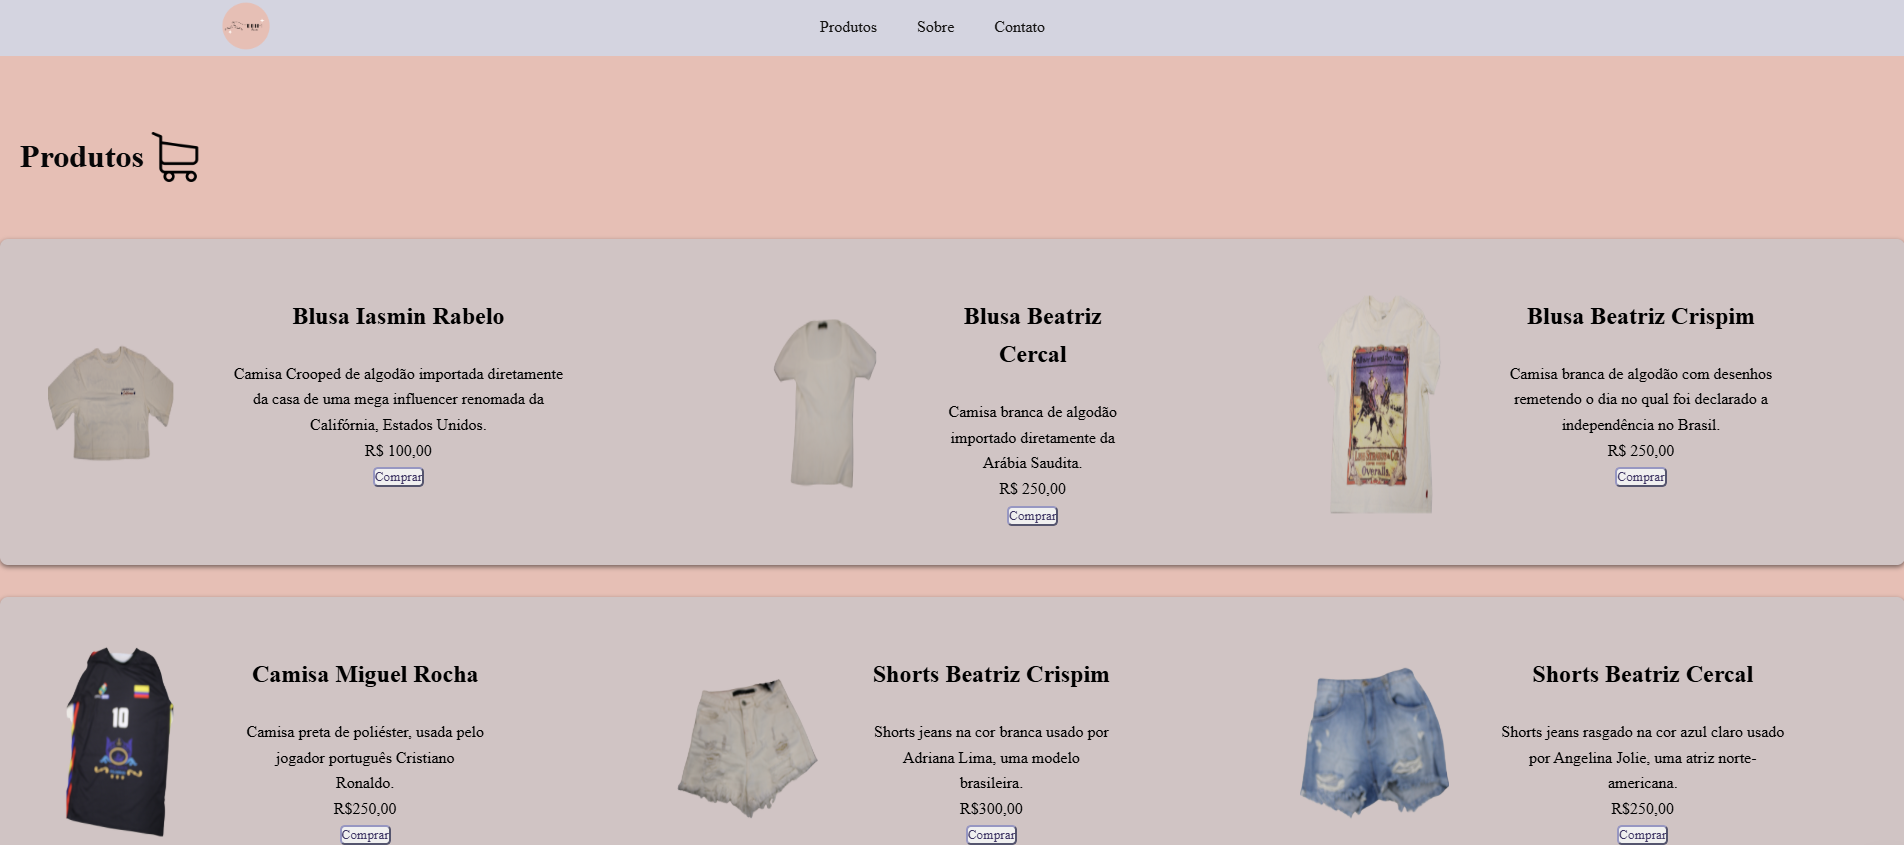 Produtos Sobre Contato
Produtos
Blusa Iasmin Rabelo
Camisa Crooped de algodão importada diretamente
da casa de uma mega influencer renomada da
Califórnia, Estados Unidos.
R$ 100,00
Comprar
Blusa Beatriz
Cercal
Camisa branca de algodão
importado diretamente da
Arábia Saudita.
R$ 250,00
Comprar
Overalls
Blusa Beatriz Crispim
Camisa branca de algodão com desenhos
remetendo o dia no qual foi declarado a
independência no Brasil.
R$ 250,00
Comprar
10
Camisa Miguel Rocha
Camisa preta de poliéster, usada pelo
jogador português Cristiano
Ronaldo.
R$250,00
Comprar
Shorts Beatriz Crispim
Shorts jeans na cor branca usado por
Adriana Lima, uma modelo
brasileira.
R$300,00
Comprar
Shorts Beatriz Cercal
Shorts jeans rasgado na cor azul claro usado
por Angelina Jolie, uma atriz norte-
americana.
R$250,00
Comprar